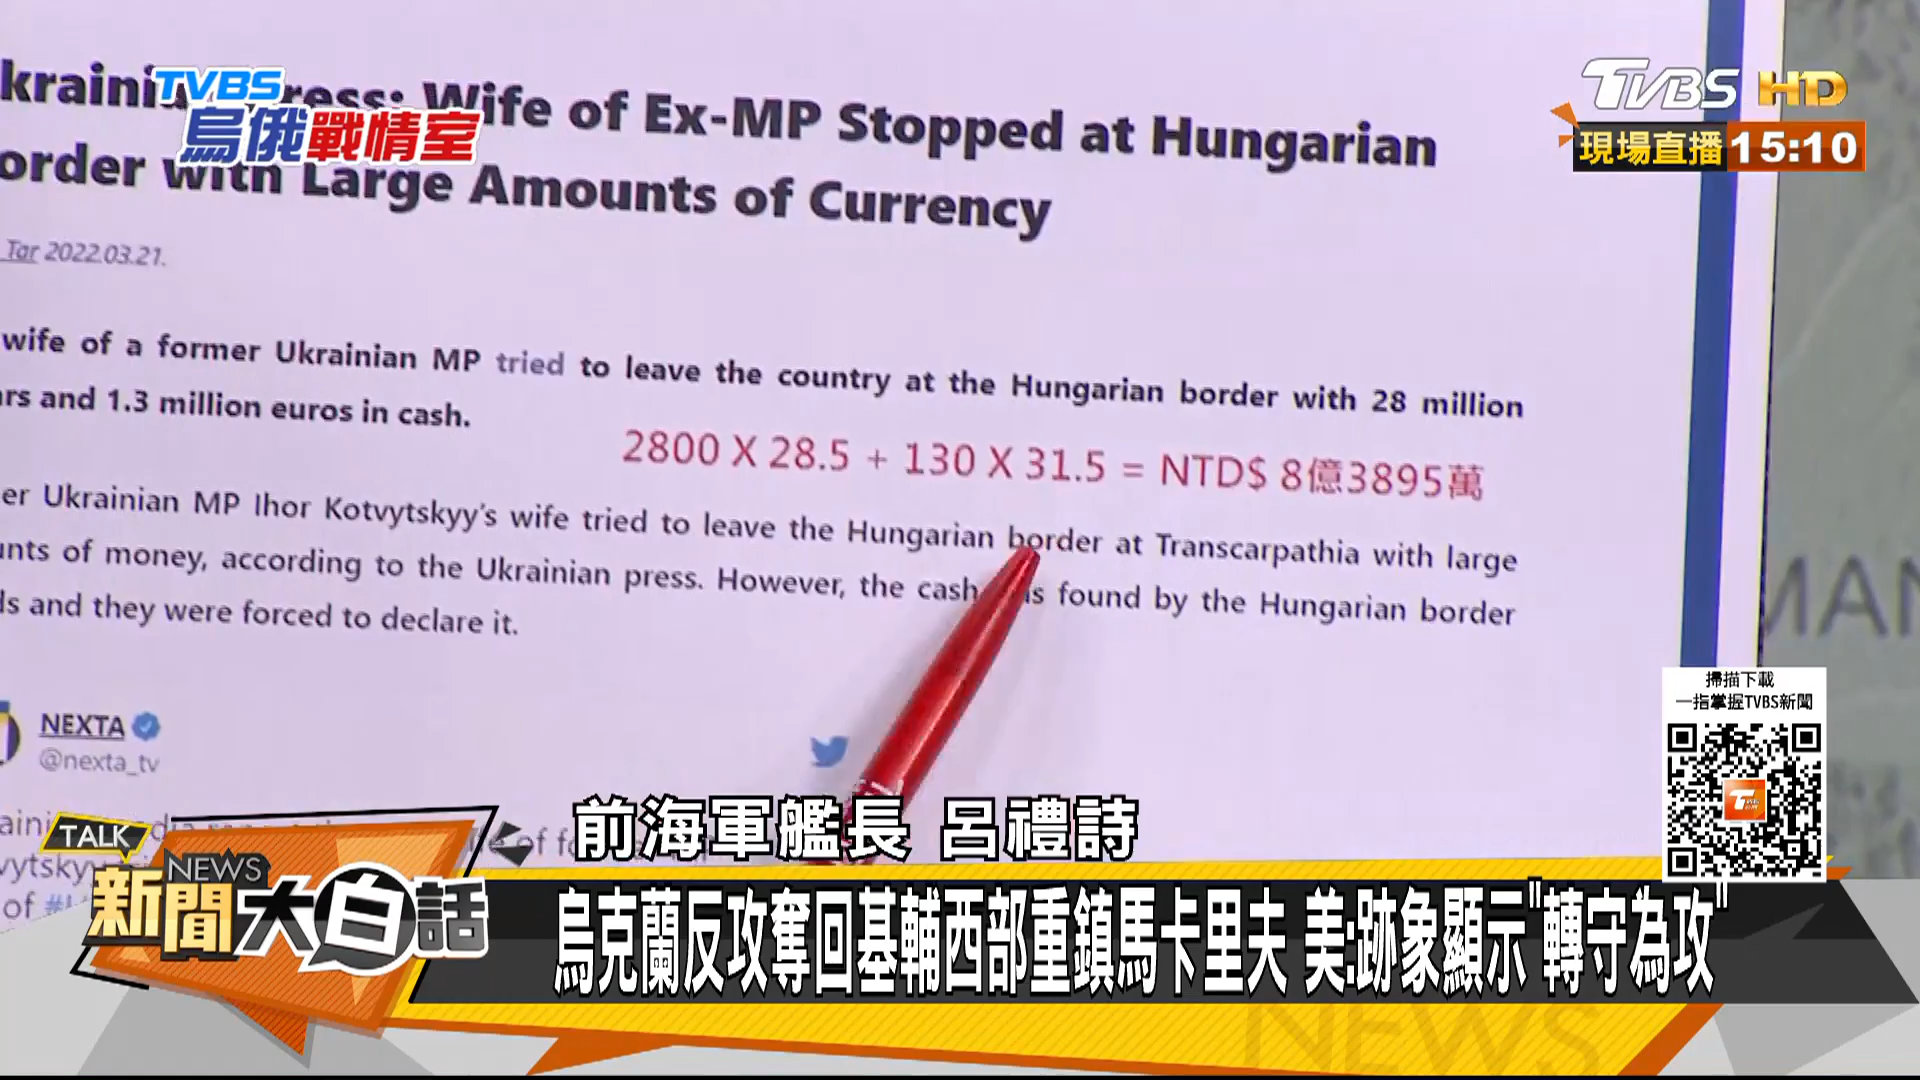 TVBS
烏俄戰情室
TVBS HD
現場直播 15:10
krainia ress: Wife of Ex-MP Stopped at Hungarian
order with Large Amounts of Currency
Tar 2022.03.21.
wife of a former Ukrainian MP tried to leave the country at the Hungarian border with 28 million
rs and 1.3 million euros in cash.
2800 X 28.5 + 130 X 31.5 = NTD$ 8億3895萬
er Ukrainian MP Ihor Kotvytskyy's wife tried to leave the Hungarian border at Transcarpathia with large
nts of money, according to the Ukrainian press. However, the cash s found by the Hungarian border
ls and they were forced to declare it.
MAN
掃描下載
一指掌握TVBS新聞
NEXTA
@nexta_tv
前海軍艦長 呂禮詩
TALK
NEWS
新聞大白話
烏克蘭反攻奪回基輔西部重鎮馬卡里夫 美:跡象顯示"轉守為攻"
NEWS